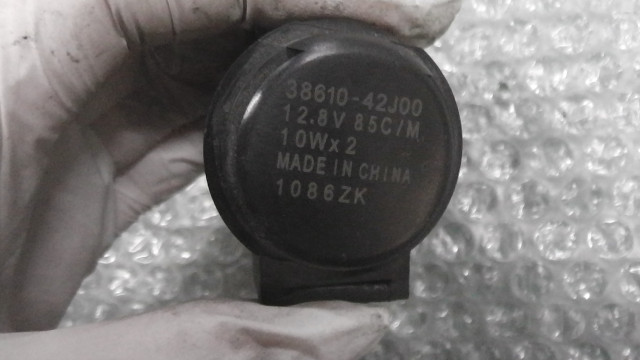 38610-42J00
12.8V 85C/M
10Wx2
MADE IN CHINA
1086ZK